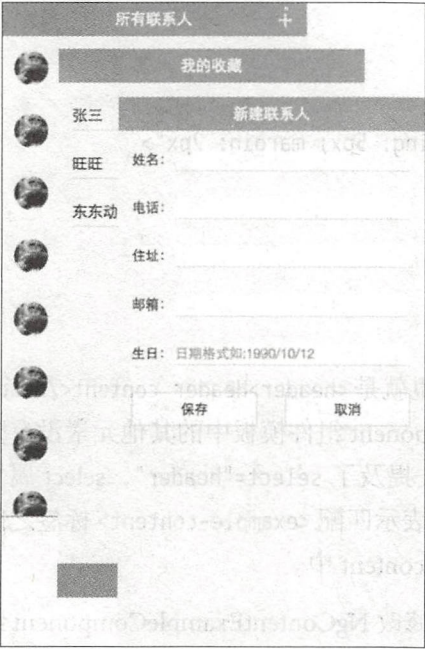 所有联系人 +
我的收藏
张三
新建联系人
旺旺
姓名：
东东动
电话：
住址：
邮箱：
生日：日期格式如:1990/10/12
保存
取消